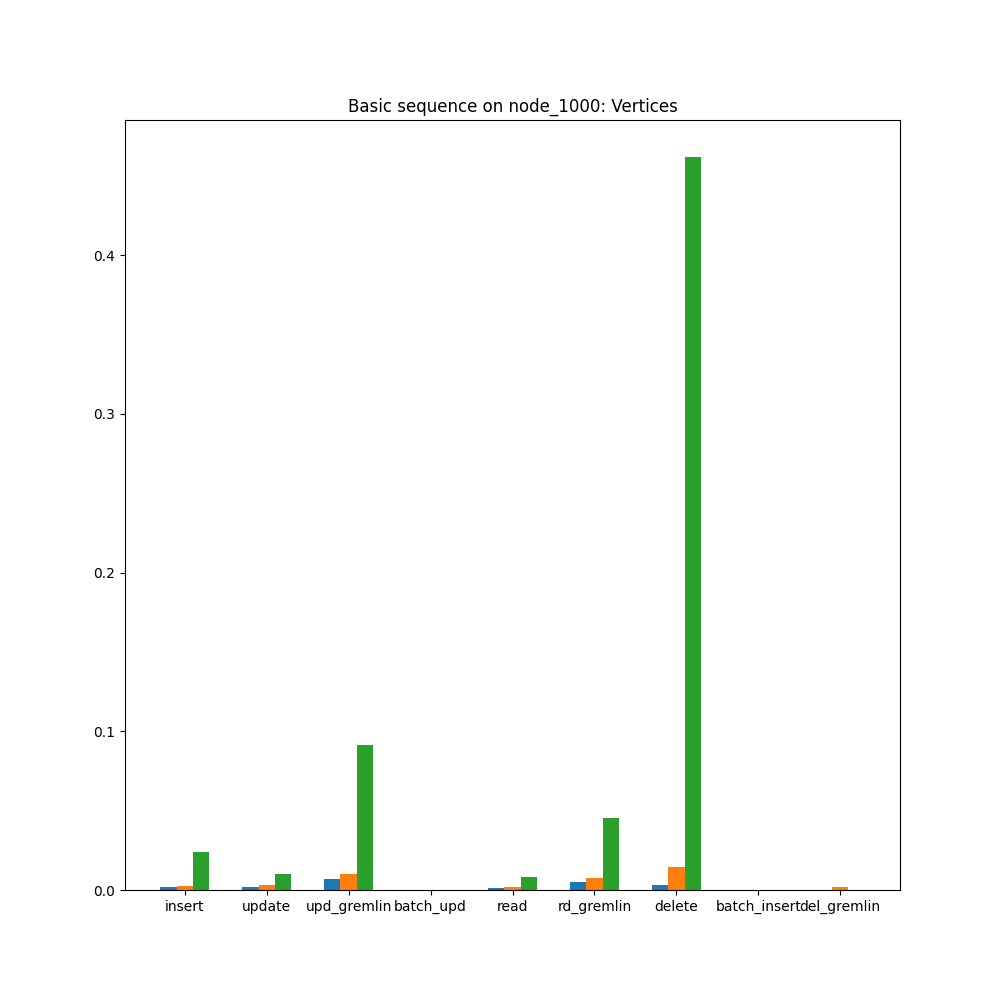 Basic sequence on node_1000: Vertices
0.4
0.3
0.2
0.1
0.0
insert update upd_gremlin batch_upd read rd_gremlin delete batch_insert del_gremlin